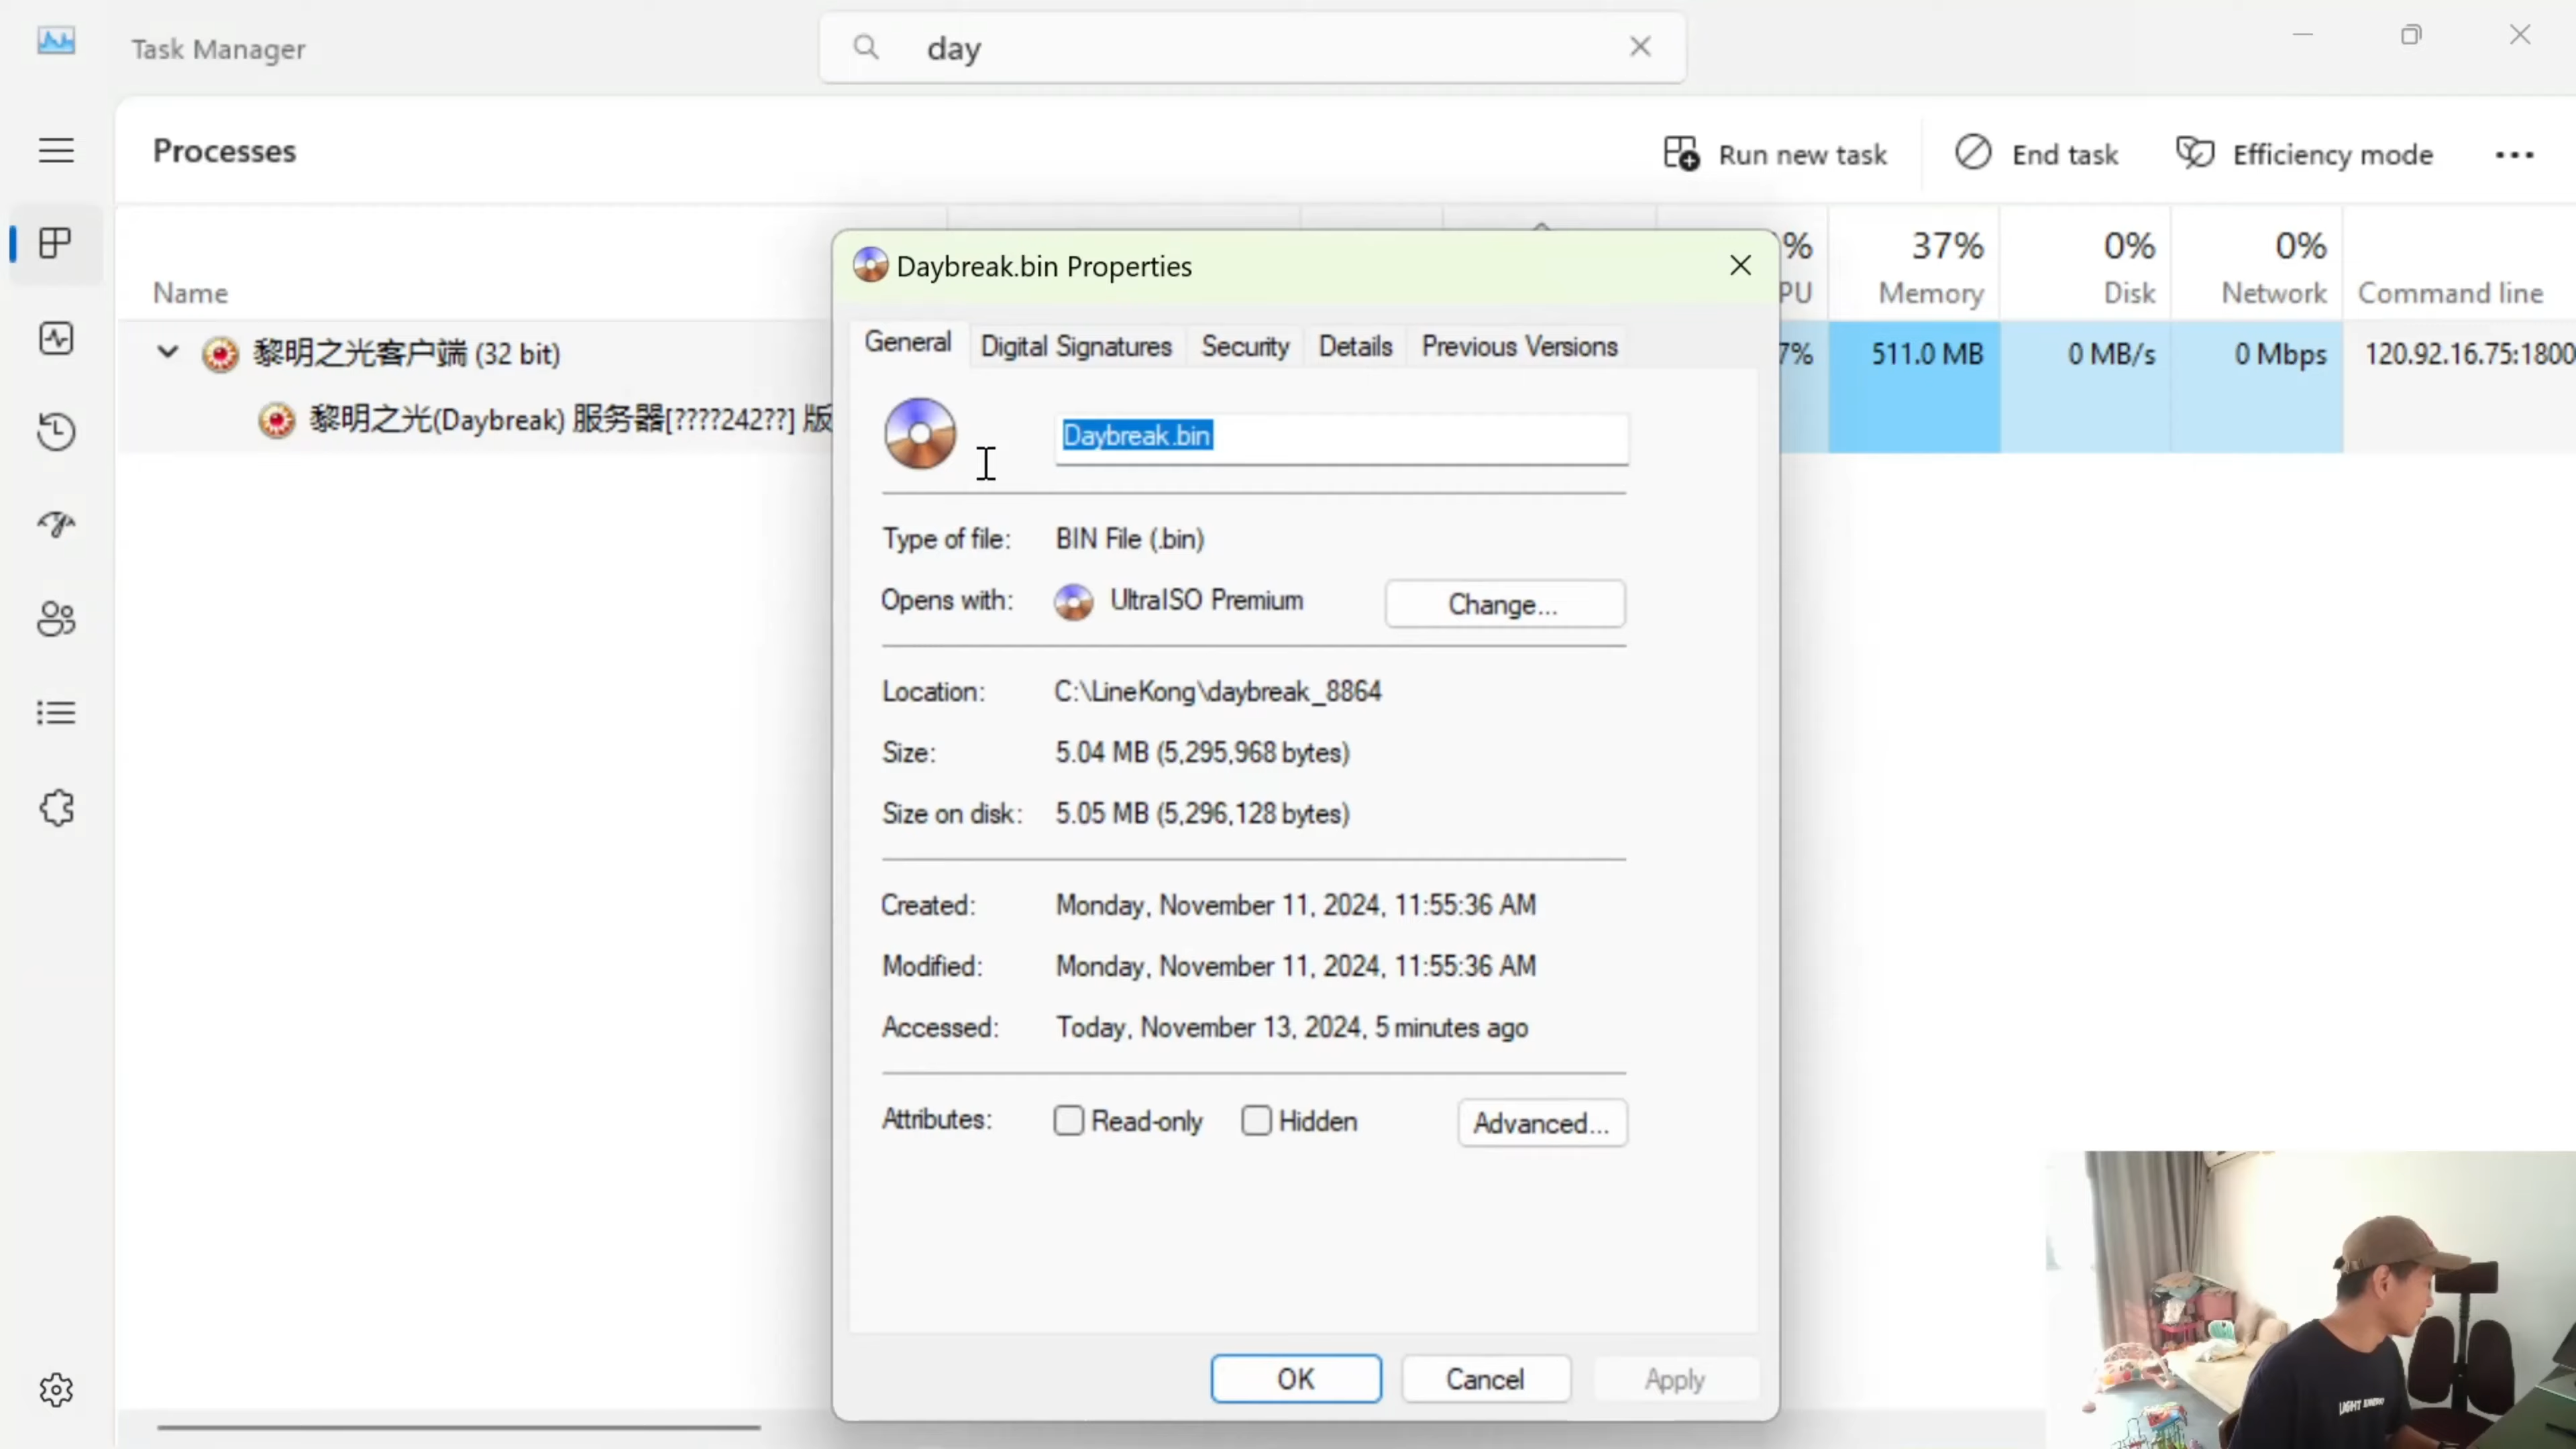 Task Manager
day
Processes
Run new task
End task
Efficiency mode
Name
%
PU
37%
Memory
0%
Disk
0%
Network
Command line
黎明之光客户端 (32 bit)
7%
511.0 MB
0 MB/s
0 Mbps
120.92.16.75:1800
黎明之光(Daybreak) 服务器[????242??] 版
Daybreak.bin Properties
General
Digital Signatures
Security
Details
Previous Versions
Daybreak.bin
Type of file: BIN File (.bin)
Opens with: UltraISO Premium
Change...
Location: C:\LineKong\daybreak_8864
Size: 5.04 MB (5,295,968 bytes)
Size on disk: 5.05 MB (5,296,128 bytes)
Created: Monday, November 11, 2024, 11:55:36 AM
Modified: Monday, November 11, 2024, 11:55:36 AM
Accessed: Today, November 13, 2024, 5 minutes ago
Attributes: Read-only Hidden
Advanced...
OK
Cancel
Apply